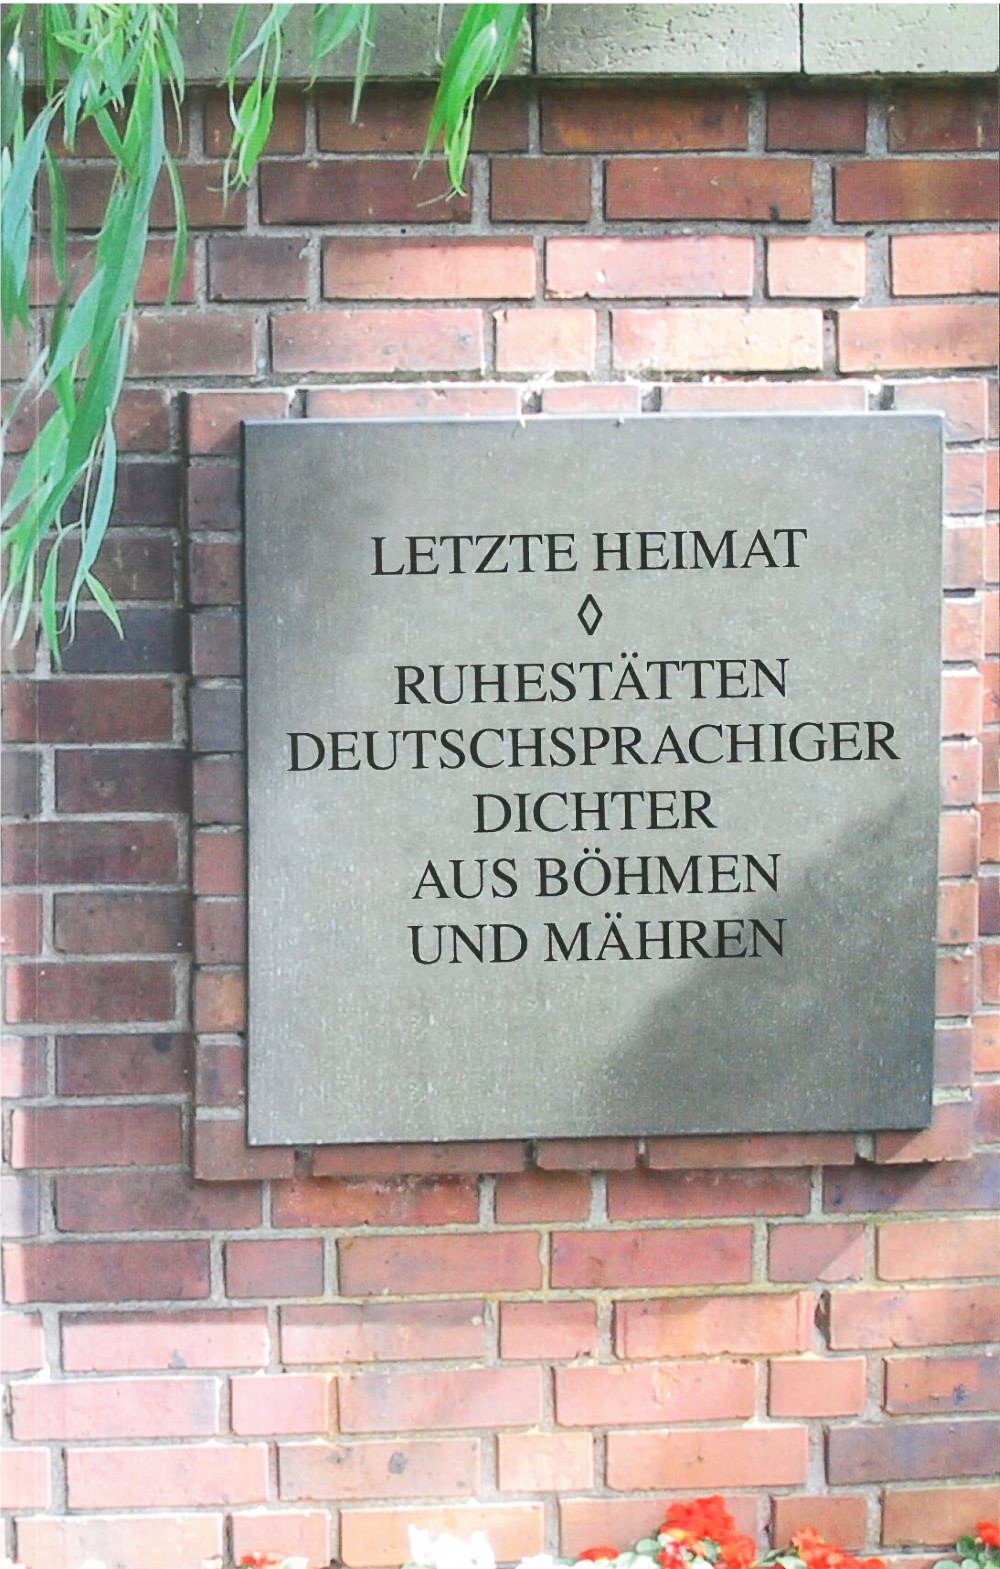 LETZTE HEIMAT
◊
RUHESTÄTTEN
DEUTSCHSPRACHIGER
DICHTER
AUS BÖHMEN
UND MÄHREN